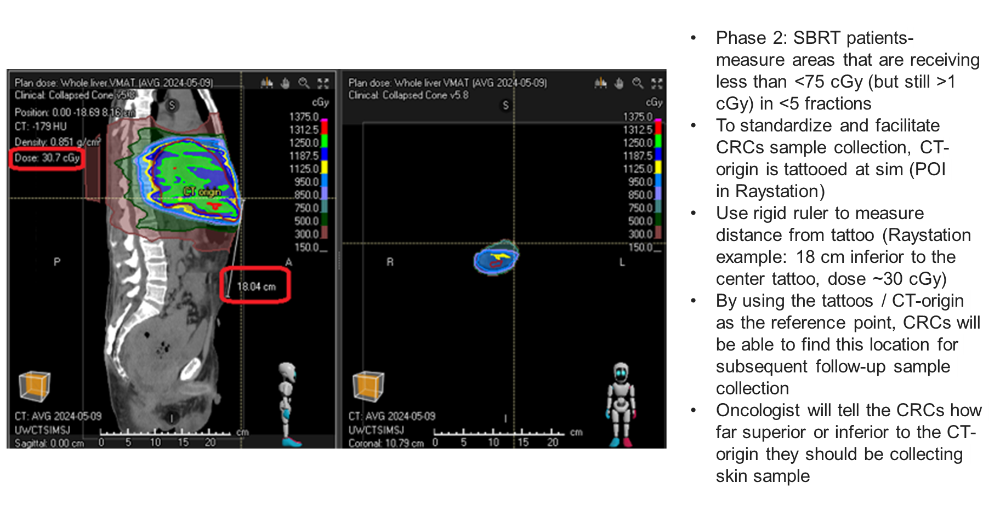 Plan dose: Whole liver VMAT (AVG 2024-05-09)
Clinical: Collapsed Cone v5.8
Position: 0.00 -18.69 8.16 cm
CT: -179 HU
Density: 0.851 g/cm³
Dose: 30.7 cGy
S
cGy
1375.0
1312.5
1250.0
1187.5
1125.0
950.0
850.0
750.0
500.0
300.0
150.0
CT origin
P
A
18.04 cm
I
CT: AVG 2024-05-09
UWCTSIMSJ
Sagittal: 0.00 cm
0 5 10 15 20 cm
Plan dose: Whole liver VMAT (AVG 2024-05-09)
Clinical: Collapsed Cone v5.8
S
cGy
1375.0
1312.5
1250.0
1187.5
1125.0
950.0
850.0
750.0
500.0
300.0
150.0
R
L
I
CT: AVG 2024-05-09
UWCTSIMSJ
Coronal: 10.79 cm
0 5 10 15 20 cm
• Phase 2: SBRT patients-
measure areas that are receiving
less than <75 cGy (but still >1
cGy) in <5 fractions
• To standardize and facilitate
CRCs sample collection, CT-
origin is tattooed at sim (POI
in Raystation)
• Use rigid ruler to measure
distance from tattoo (Raystation
example: 18 cm inferior to the
center tattoo, dose ~30 cGy)
• By using the tattoos / CT-origin
as the reference point, CRCs will
be able to find this location for
subsequent follow-up sample
collection
• Oncologist will tell the CRCs how
far superior or inferior to the CT-
origin they should be collecting
skin sample